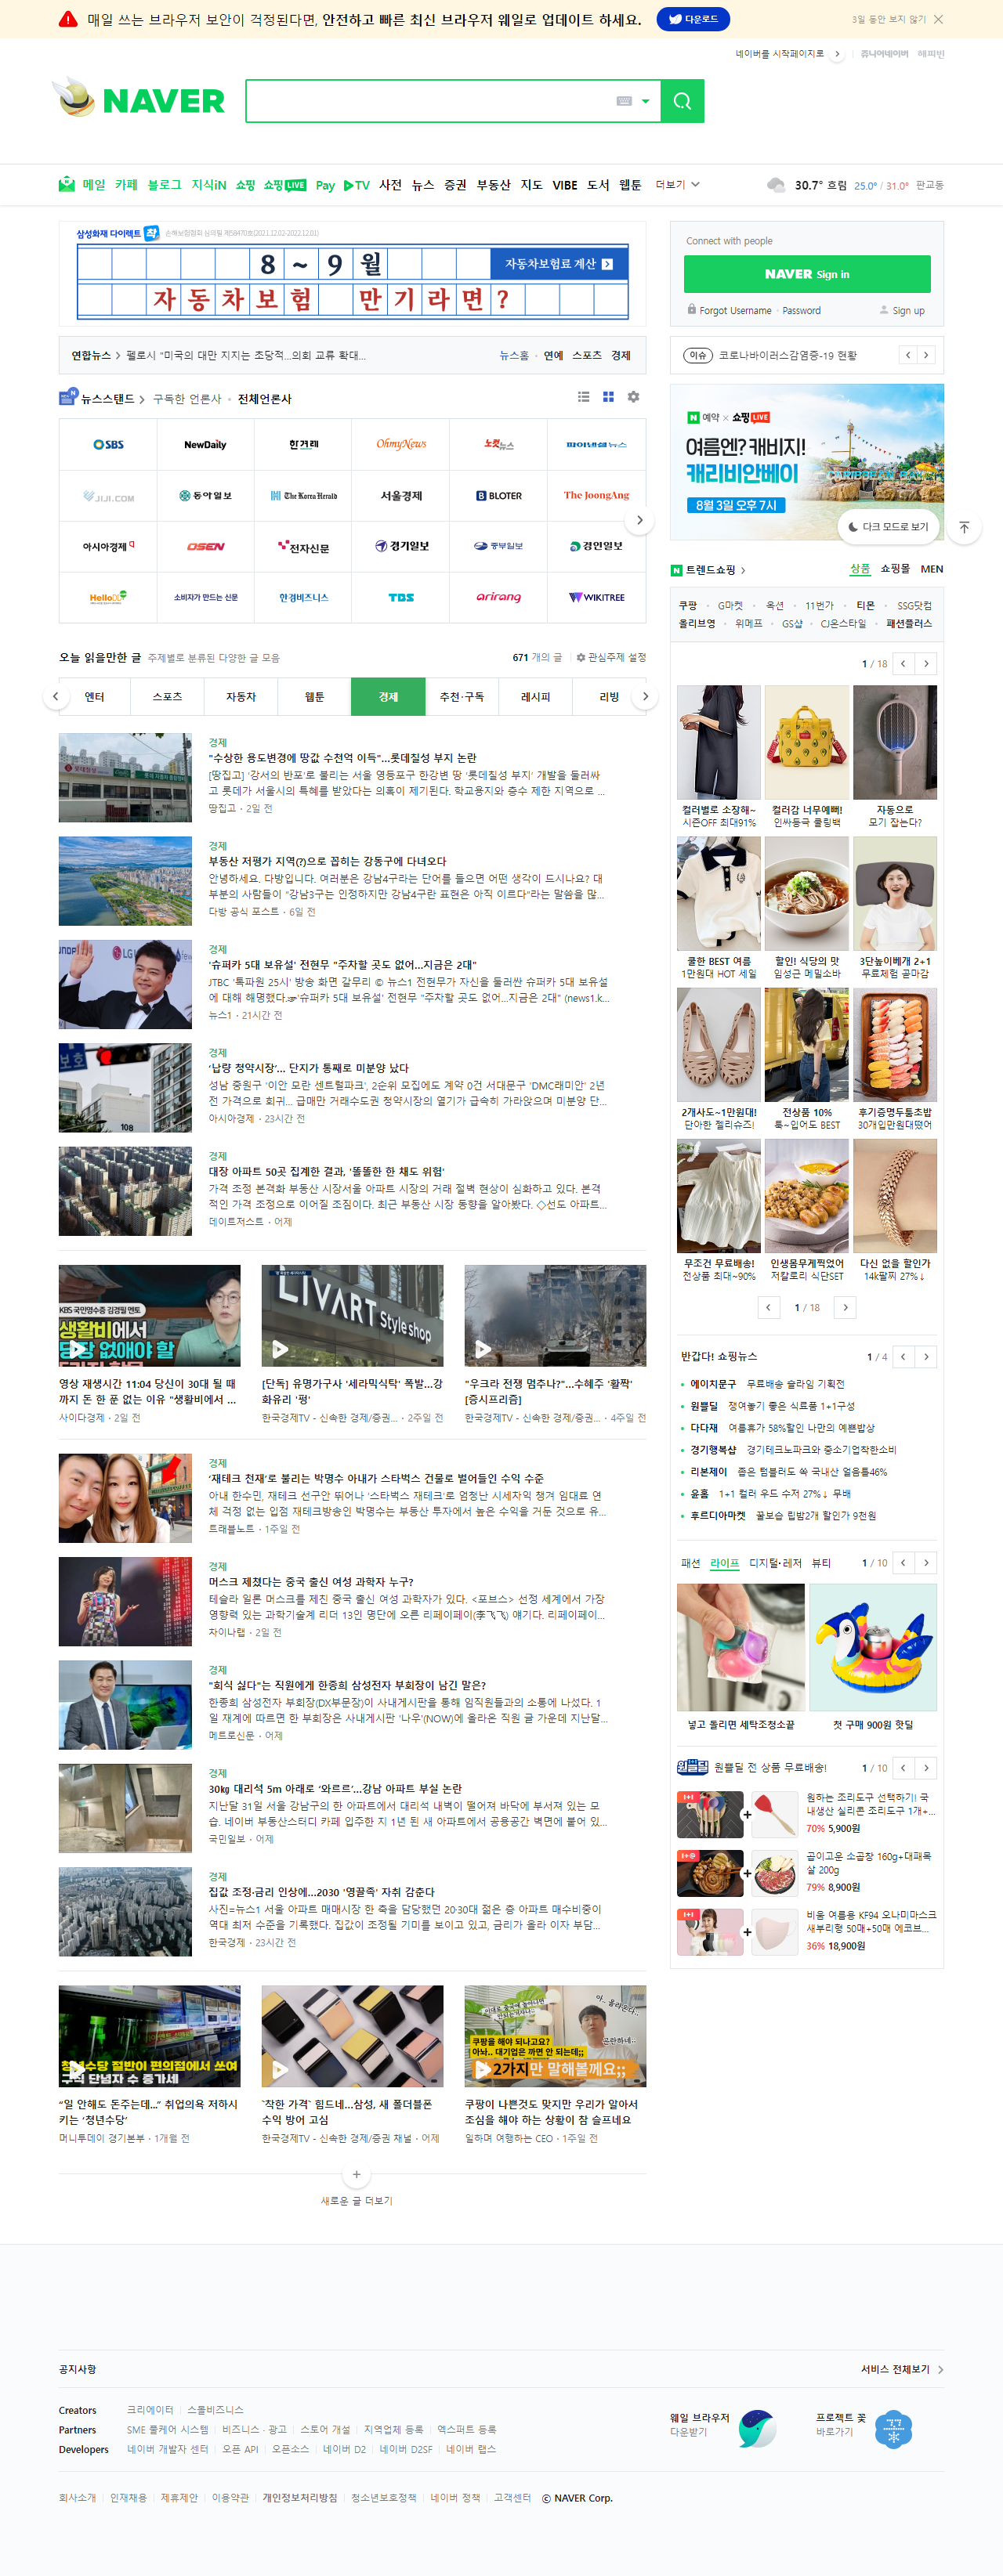 매일 쓰는 브라우저 보안이 걱정된다면, 안전하고 빠른 최신 브라우저 웨일로 업데이트 하세요.
다운로드
3일 동안 보지 않기
네이버를 시작페이지로
쥬니어네이버 해피빈
NAVER
메일 카페 블로그 지식iN 쇼핑 쇼핑LIVE Pay TV 사전 뉴스 증권 부동산 지도 VIBE 도서 웹툰 더보기
30.7° 흐림 25.0° / 31.0° 판교동
삼성화재 다이렉트 착
손해보험협회 심의필 제58470호(2021.12.02-2022.12.01)
8 ~ 9 월
자동차보험료 계산
자 동 차 보 험 만 기 라 면 ?
Connect with people
NAVER Sign in
Forgot Username · Password
Sign up
연합뉴스 펠로시 "미국의 대만 지지는 초당적...의회 교류 확대...
뉴스홈 · 연예 스포츠 경제
이슈 코로나바이러스감염증-19 현황
뉴스스탠드 구독한 언론사 · 전체언론사
SBS
NewDaily
한겨레
OhmyNews
노컷뉴스
파이낸셜뉴스
JIJI.COM
동아일보
The Korea Herald
서울경제
BLOTER
The JoongAng
아시아경제
OSEN
전자신문
경기일보
중부일보
경인일보
HelloDD
소비자가 만드는 신문
한경비즈니스
TBS
arirang
WIKITREE
N 예약 × 쇼핑LIVE
여름엔? 캐비지!
캐리비안베이
8월 3일 오후 7시
다크 모드로 보기
트렌드쇼핑
상품 쇼핑몰 MEN
쿠팡 · G마켓 · 옥션 · 11번가 · 티몬 · SSG닷컴
올리브영 · 위메프 · GS샵 · CJ온스타일 · 패션플러스
1 / 18
오늘 읽을만한 글 주제별로 분류된 다양한 글 모음
671 개의 글
관심주제 설정
엔터 스포츠 자동차 웹툰 경제 추천·구독 레시피 리빙
경제
"수상한 용도변경에 땅값 수천억 이득"...롯데칠성 부지 논란
[땅집고] '강서의 반포'로 불리는 서울 영등포구 한강변 땅 '롯데칠성 부지' 개발을 둘러싸
고 롯데가 서울시의 특혜를 받았다는 의혹이 제기된다. 학교용지와 층수 제한 지역으로 ...
땅집고 · 2일 전
경제
부동산 저평가 지역(?)으로 꼽히는 강동구에 다녀오다
안녕하세요. 다방입니다. 여러분은 강남4구라는 단어를 들으면 어떤 생각이 드시나요? 대
부분의 사람들이 "강남3구는 인정하지만 강남4구란 표현은 아직 이르다"라는 말씀을 많...
다방 공식 포스트 · 6일 전
경제
'슈퍼카 5대 보유설' 전현무 "주차할 곳도 없어...지금은 2대"
JTBC '톡파원 25시' 방송 화면 갈무리 © 뉴스1 전현무가 자신을 둘러싼 슈퍼카 5대 보유설
에 대해 해명했다.☞'슈퍼카 5대 보유설' 전현무 "주차할 곳도 없어...지금은 2대" (news1.k...
뉴스1 · 21시간 전
경제
'납량 청약시장'... 단지가 통째로 미분양 났다
성남 중원구 '이안 모란 센트럴파크', 2순위 모집에도 계약 0건 서대문구 'DMC래미안' 2년
전 가격으로 회귀... 급매만 거래수도권 청약시장의 열기가 급속히 가라앉으며 미분양 단...
아시아경제 · 23시간 전
경제
대장 아파트 50곳 집계한 결과, '똘똘한 한 채도 위험'
가격 조정 본격화 부동산 시장서울 아파트 시장의 거래 절벽 현상이 심화하고 있다. 본격
적인 가격 조정으로 이어질 조짐이다. 최근 부동산 시장 동향을 알아봤다. ◇선도 아파트...
데이트저스트 · 어제
KBS 국민영수증 김경필 멘토
생활비에서
당장 없애야 할
LIVART Style shop
영상 재생시간 11:04 당신이 30대 될 때
까지 돈 한 푼 없는 이유 "생활비에서 ...
사이다경제 · 2일 전
[단독] 유명가구사 '세라믹식탁' 폭발...강
화유리 '펑'
한국경제TV - 신속한 경제/증권... · 2주일 전
"우크라 전쟁 멈추나?"...수혜주 '활짝'
[증시프리즘]
한국경제TV - 신속한 경제/증권... · 4주일 전
경제
'재테크 천재'로 불리는 박명수 아내가 스타벅스 건물로 벌어들인 수익 수준
아내 한수민, 재테크 선구안 뛰어나 '스타벅스 재테크'로 엄청난 시세차익 챙겨 임대료 연
체 걱정 없는 입점 재테크방송인 박명수는 부동산 투자에서 높은 수익을 거둔 것으로 유...
트래블노트 · 1주일 전
경제
머스크 제쳤다는 중국 출신 여성 과학자 누구?
테슬라 일론 머스크를 제친 중국 출신 여성 과학자가 있다. <포브스> 선정 세계에서 가장
영향력 있는 과학기술계 리더 13인 명단에 오른 리페이페이(李飞飞) 얘기다. 리페이페이...
차이나랩 · 2일 전
경제
"회식 싫다"는 직원에게 한종희 삼성전자 부회장이 남긴 말은?
한종희 삼성전자 부회장(DX부문장)이 사내게시판을 통해 임직원들과의 소통에 나섰다. 1
일 재계에 따르면 한 부회장은 사내게시판 '나우'(NOW)에 올라온 직원 글 가운데 지난달...
메트로신문 · 어제
경제
30㎏ 대리석 5m 아래로 '와르르'...강남 아파트 부실 논란
지난달 31일 서울 강남구의 한 아파트에서 대리석 내벽이 떨어져 바닥에 부서져 있는 모
습. 네이버 부동산스터디 카페 입주한 지 1년 된 새 아파트에서 공용공간 벽면에 붙어 있...
국민일보 · 어제
경제
집값 조정·금리 인상에...2030 '영끌족' 자취 감춘다
사진=뉴스1 서울 아파트 매매시장 한 축을 담당했던 20·30대 젊은 층 아파트 매수비중이
역대 최저 수준을 기록했다. 집값이 조정될 기미를 보이고 있고, 금리가 올라 이자 부담...
한국경제 · 23시간 전
청년수당 절반이 편의점에서 쓰여
구직 단념자 수 증가세
쿠팡을 해야 되냐고요?
아놔.. 대기업은 까면 안 되는데;;
2가지만 말해볼께요;;
"일 안해도 돈주는데..." 취업의욕 저하시
키는 '청년수당'
머니투데이 경기본부 · 1개월 전
`착한 가격` 힘드네...삼성, 새 폴더블폰
수익 방어 고심
한국경제TV - 신속한 경제/증권 채널 · 어제
쿠팡이 나쁜것도 맞지만 우리가 알아서
조심을 해야 하는 상황이 참 슬프네요
일하며 여행하는 CEO · 1주일 전
새로운 글 더보기
컬러별로 소장해~
시즌OFF 최대91%
컬러감 너무예뻐!
인싸등극 쿨링백
자동으로
모기 잡는다?
쿨한 BEST 여름
1만원대 HOT 세일
할인! 식당의 맛
임성근 메밀소바
3단높이베개 2+1
무료체험 곧마감
2개사도~1만원대!
단아한 젤리슈즈!
전상품 10%
툭~입어도 BEST
후기증명두툼초밥
30개입만원대떴어
무조건 무료배송!
전상품 최대~90%
인생몸무게찍었어
저칼로리 식단SET
다신 없을 할인가
14k팔찌 27%↓
1 / 18
반갑다! 쇼핑뉴스
1 / 4
에이치문구 무료배송 슬라임 기획전
원쁠딜 쟁여놓기 좋은 식료품 1+1구성
다다재 여름휴가 58%할인 나만의 예쁜밥상
경기행복샵 경기테크노파크와 중소기업착한소비
리본제이 좁은 텀블러도 쏙 국내산 얼음틀46%
윤홈 1+1 컬러 우드 수저 27%↓ 무배
후르디아마켓 꿀보습 립밤2개 할인가 9천원
패션 라이프 디지털·레저 뷰티
1 / 10
넣고 돌리면 세탁조청소끝
첫 구매 900원 핫딜
원쁠딜 원쁠딜 전 상품 무료배송!
1 / 10
1+1
원하는 조리도구 선택하기! 국
내생산 실리콘 조리도구 1개+...
70% 5,900원
곱이고운 소곱창 160g+대패목
살 200g
79% 8,900원
1+1
비움 여름용 KF94 오나미마스크
새부리형 50매+50매 에코브...
36% 18,900원
공지사항
서비스 전체보기
Creators 크리에이터 스몰비즈니스
Partners SME 풀케어 시스템 비즈니스 · 광고 스토어 개설 지역업체 등록 엑스퍼트 등록
Developers 네이버 개발자 센터 오픈 API 오픈소스 네이버 D2 네이버 D2SF 네이버 랩스
웨일 브라우저
다운받기
프로젝트 꽃
바로가기
회사소개 인재채용 제휴제안 이용약관 개인정보처리방침 청소년보호정책 네이버 정책 고객센터 © NAVER Corp.